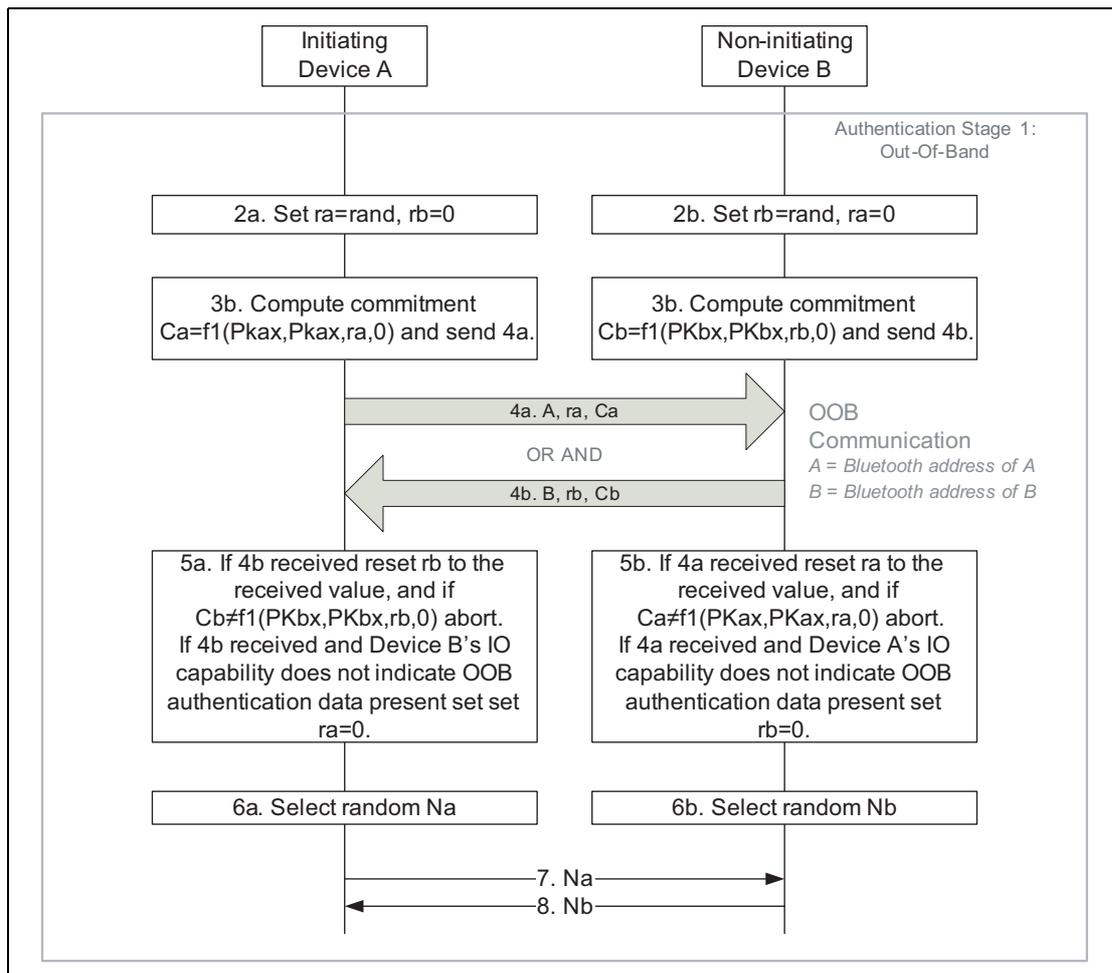 Initiating
Device A
Non-initiating
Device B
Authentication Stage 1:
Out-Of-Band
2a. Set ra=rand, rb=0
2b. Set rb=rand, ra=0
3b. Compute commitment
Ca=f1(Pkax,Pkax,ra,0) and send 4a.
3b. Compute commitment
Cb=f1(PKbx,PKbx,rb,0) and send 4b.
4a. A, ra, Ca
OR AND
4b. B, rb, Cb
OOB
Communication
A = Bluetooth address of A
B = Bluetooth address of B
5a. If 4b received reset rb to the
received value, and if
Cb≠f1(PKbx,PKbx,rb,0) abort.
If 4b received and Device B’s IO
capability does not indicate OOB
authentication data present set set
ra=0.
5b. If 4a received reset ra to the
received value, and if
Ca≠f1(PKax,PKax,ra,0) abort.
If 4a received and Device A’s IO
capability does not indicate OOB
authentication data present set
rb=0.
6a. Select random Na
6b. Select random Nb
7. Na
8. Nb